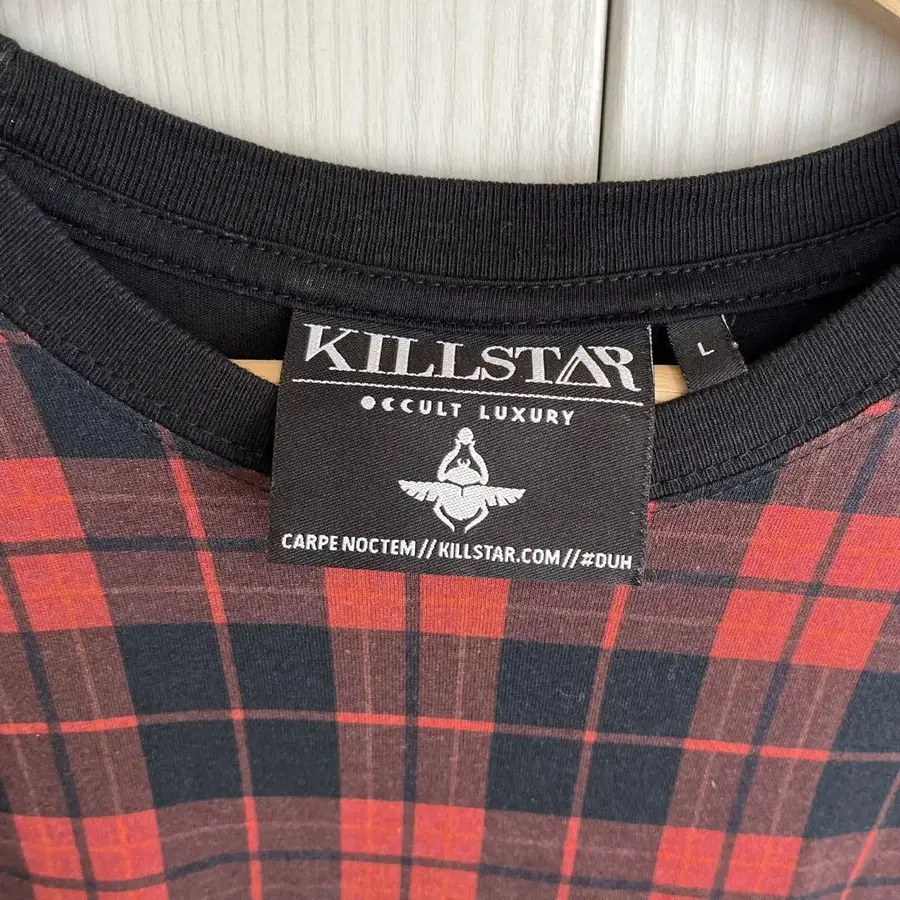 KILLSTAR
OCCULT LUXURY
CARPE NOCTEM//KILLSTAR.COM//#DUH
L